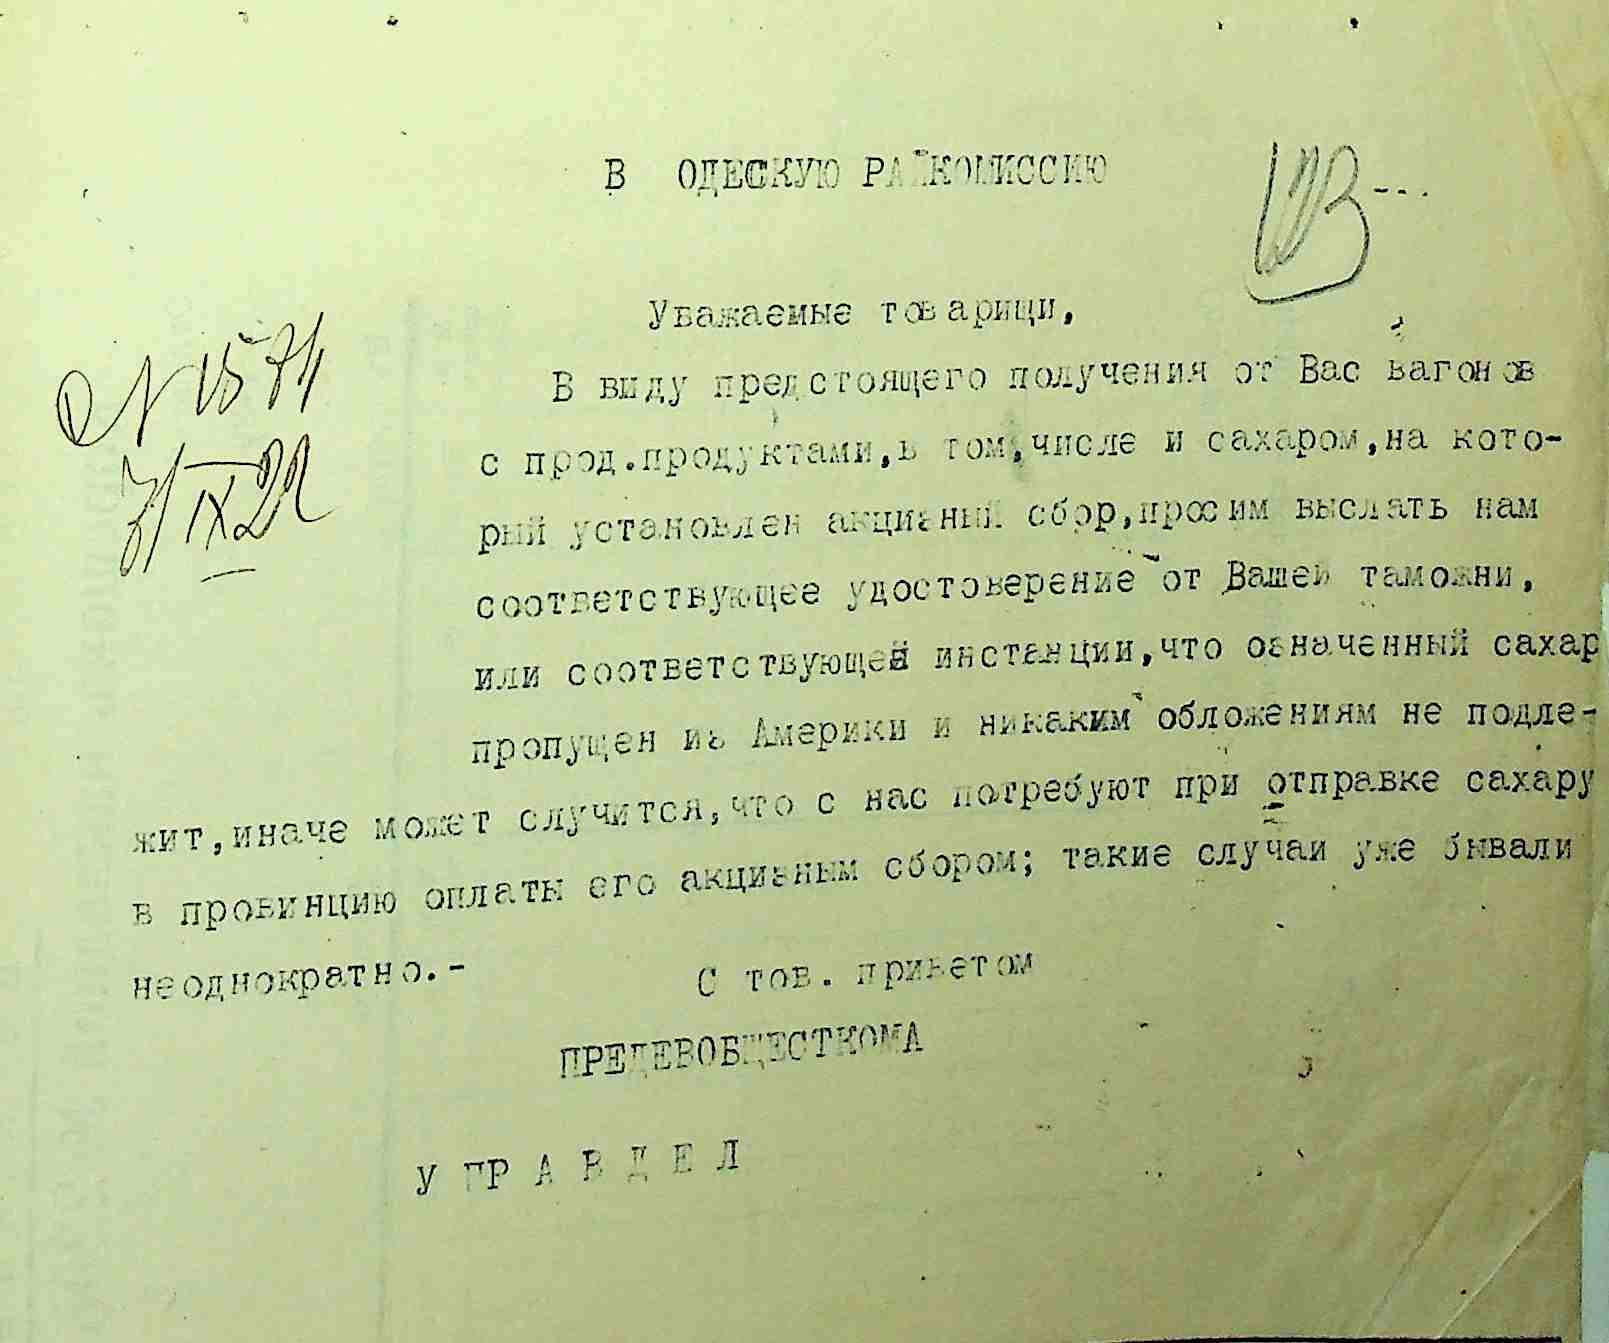 В ОДЕССКУЮ РАЙКОМИССИЮ
Уважаемые товарищи,
№ 1574
7/IX 22
В виду предстоящего получения от Вас вагонов
с прод.продуктами,в том,числе и сахаром,на кото-
рый установлен акцизный сбор,просим выслать нам
соответствующее удостоверение от Вашей таможни,
или соответствующей инстанции,что означенный сахар
пропущен из Америки и никаким обложениям не подле-
жит,иначе может случится,что с нас потребуют при отправке сахару
в провинцию оплаты его акцизным сбором; такие случаи уже бывали
неоднократно.-
С тов. приветом
ПРЕДЕВОБЩЕСТКОМА
УПРАВДЕЛ